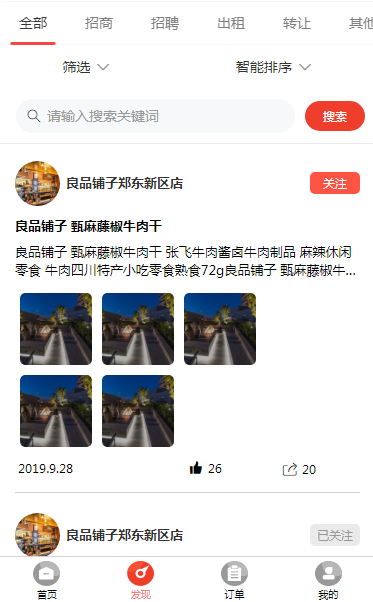 全部 招商 招聘 出租 转让 其他
筛选 智能排序
请输入搜索关键词 搜索
良品铺子郑东新区店 关注
良品铺子 甄麻藤椒牛肉干
良品铺子 甄麻藤椒牛肉干 张飞牛肉酱卤牛肉制品 麻辣休闲
零食 牛肉四川特产小吃零食熟食72g良品铺子 甄麻藤椒牛...
2019.9.28 26 20
良品铺子郑东新区店 已关注
首页 发现 订单 我的